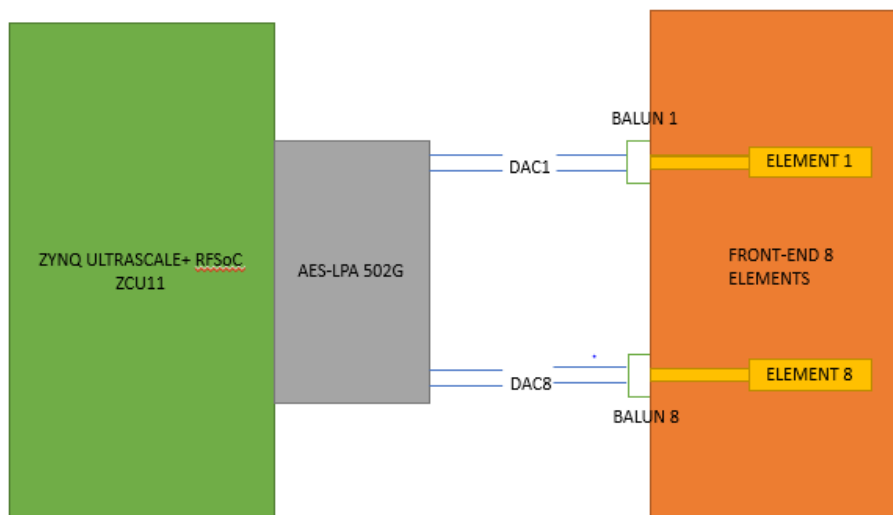 ZYNQ ULTRASCALE+ RFSoC
ZCU11
AES-LPA 502G
DAC1
DAC8
BALUN 1
BALUN 8
ELEMENT 1
FRONT-END 8
ELEMENTS
ELEMENT 8